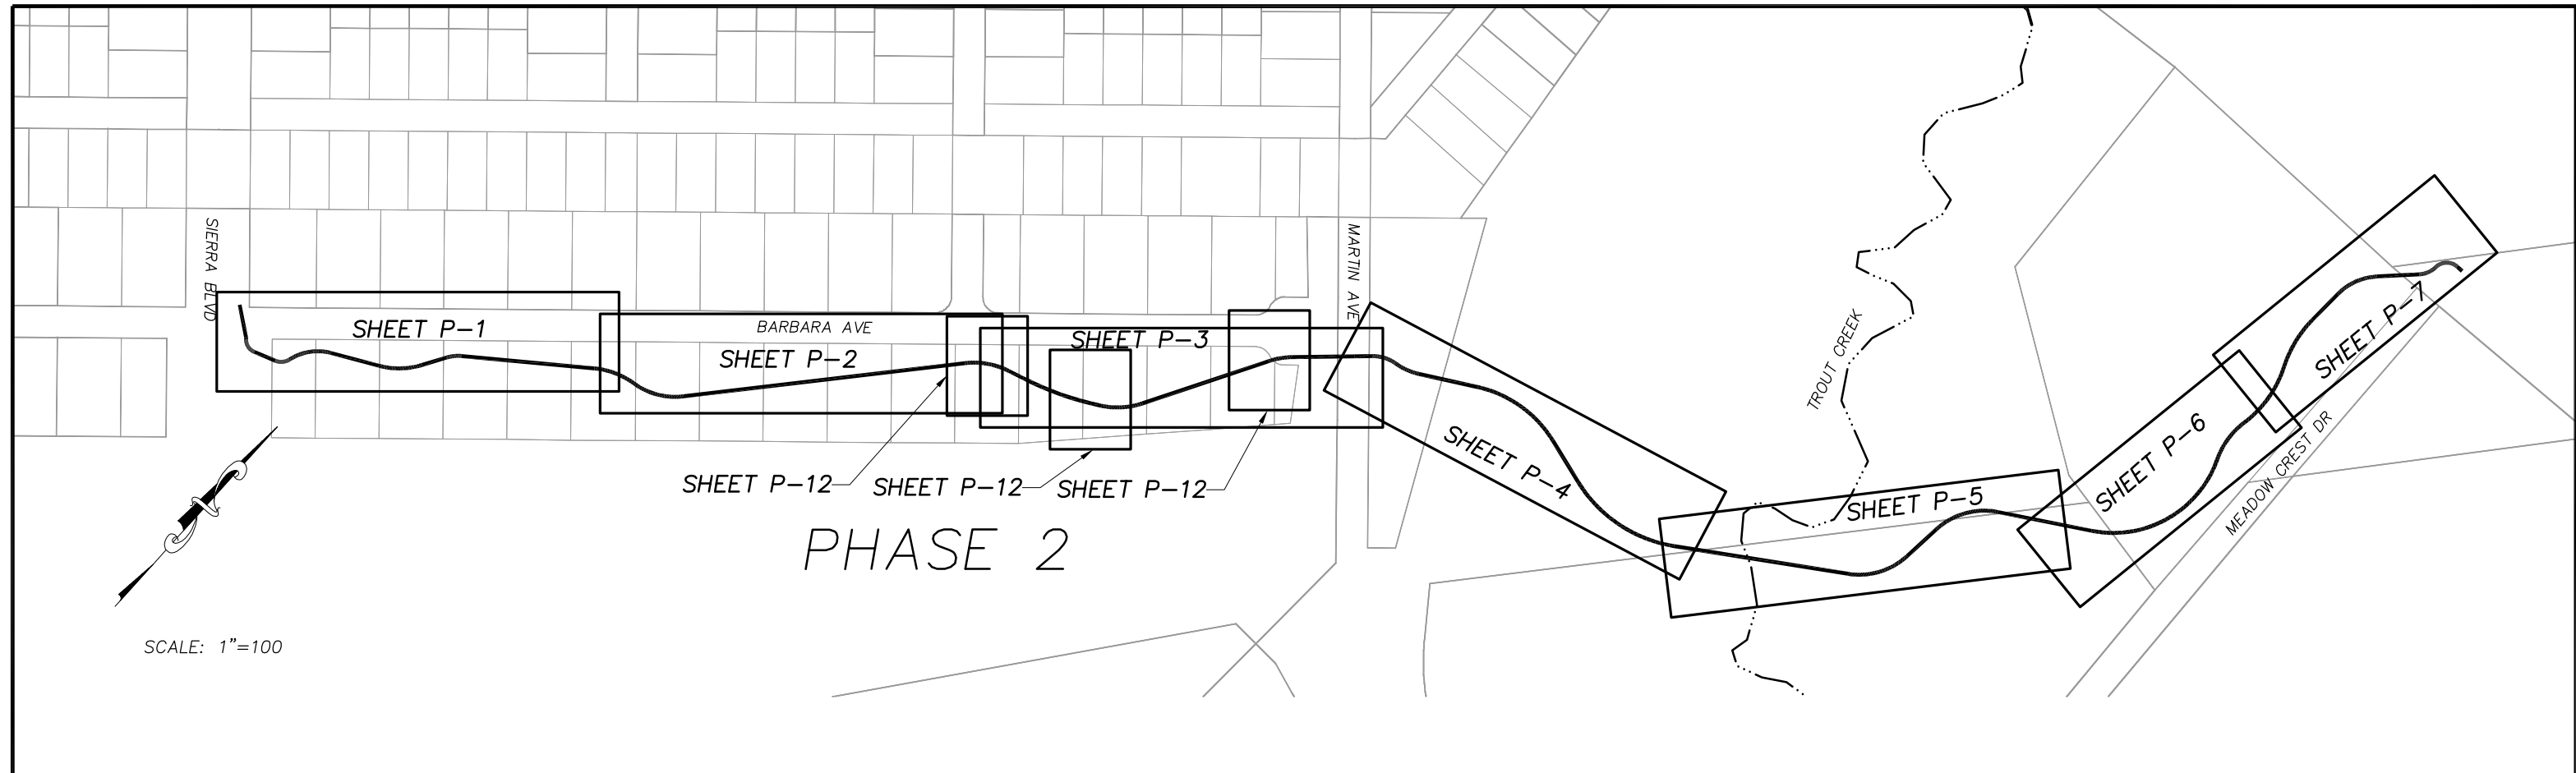 SIERRA BLVD
SHEET P-1
BARBARA AVE
SHEET P-2
SHEET P-3
MARTIN AVE
TROUT CREEK
SHEET P-4
SHEET P-5
SHEET P-6
SHEET P-7
MEADOW CREST DR
SHEET P-12
SHEET P-12
SHEET P-12
PHASE 2
SCALE: 1"=100